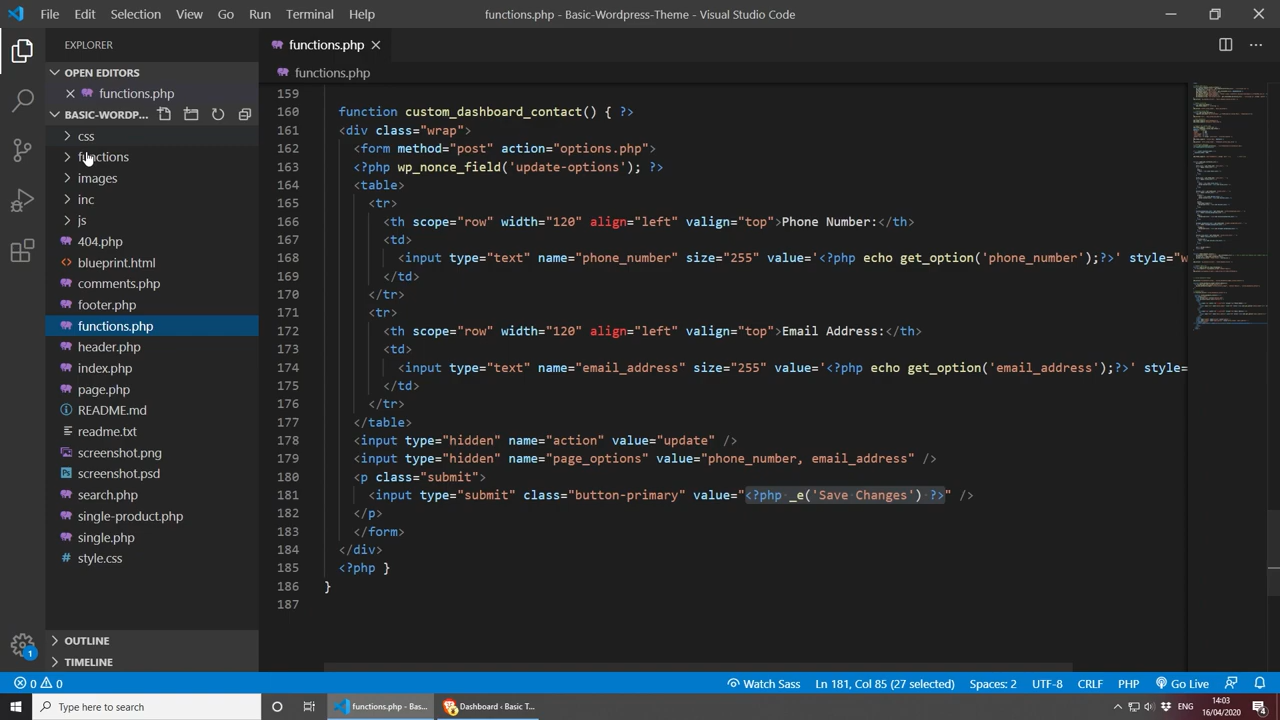 File Edit Selection View Go Run Terminal Help
functions.php - Basic-Wordpress-Theme - Visual Studio Code
EXPLORER
OPEN EDITORS
functions.php
BASIC-WORDP...
css
functions
images
inc
js
.php
blueprint.html
comments.php
footer.php
functions.php
header.php
index.php
page.php
README.md
readme.txt
screenshot.png
screenshot.psd
search.php
single-product.php
single.php
style.css
OUTLINE
TIMELINE
functions.php
functions.php
159
160 function custom_dashboard_contact() { ?>
161 <div class="wrap">
162 <form method="post" action="options.php">
163 <?php wp_nonce_field('update-options'); ?>
164 <table>
165 <tr>
166 <th scope="row" width="120" align="left" valign="top">Phone Number:</th>
167 <td>
168 <input type="text" name="phone_number" size="255" value='<?php echo get_option('phone_number');?>' style="w
169 </td>
170 </tr>
171 <tr>
172 <th scope="row" width="120" align="left" valign="top">Email Address:</th>
173 <td>
174 <input type="text" name="email_address" size="255" value='<?php echo get_option('email_address');?>' style=
175 </td>
176 </tr>
177 </table>
178 <input type="hidden" name="action" value="update" />
179 <input type="hidden" name="page_options" value="phone_number, email_address" />
180 <p class="submit">
181 <input type="submit" class="button-primary" value="<?php _e('Save Changes') ?>" />
182 </p>
183 </form>
184 </div>
185 <?php }
186 }
187
1
0 0
Watch Sass Ln 181, Col 85 (27 selected) Spaces: 2 UTF-8 CRLF PHP Go Live
Type here to search
functions.php - Bas...
Dashboard ‹ Basic T...
ENG
14:03
16/04/2020
4